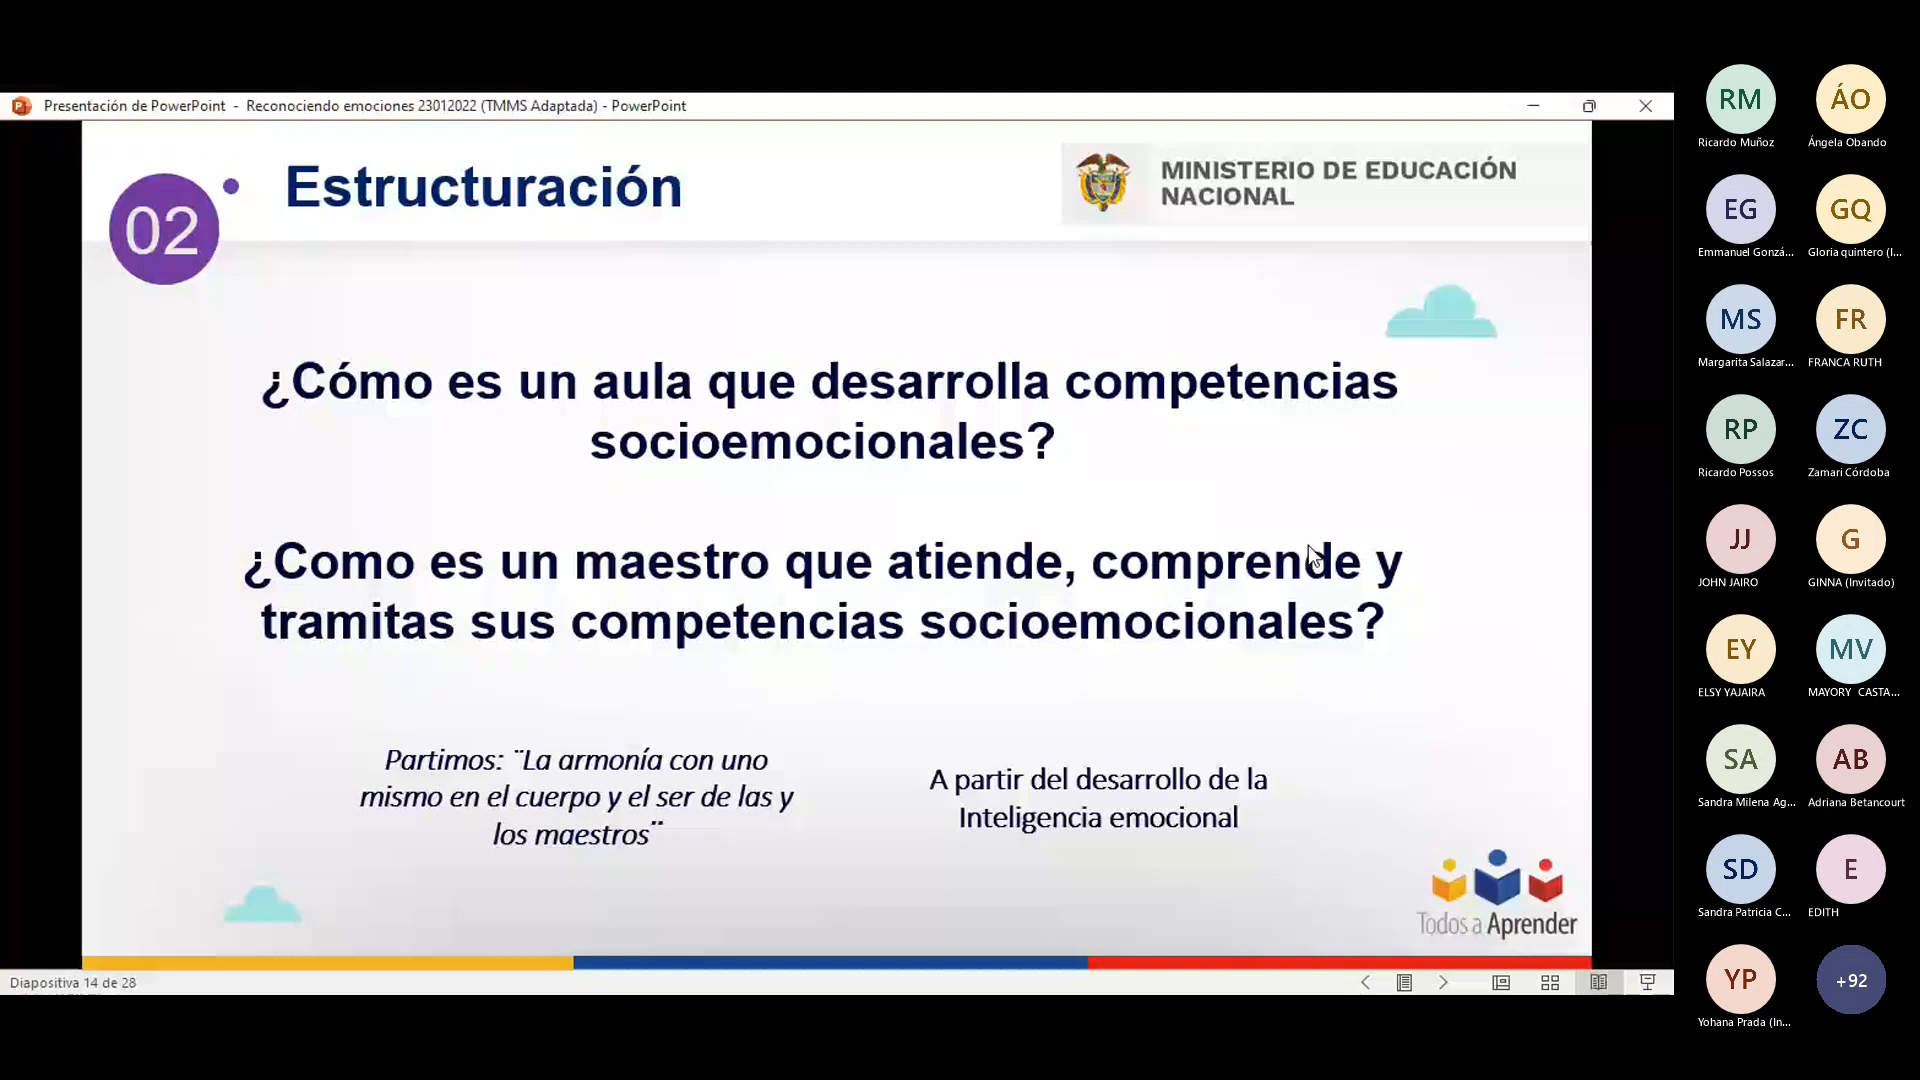 Presentación de PowerPoint - Reconociendo emociones 23012022 (TMMS Adaptada) - PowerPoint
02
Estructuración
MINISTERIO DE EDUCACIÓN
NACIONAL
¿Cómo es un aula que desarrolla competencias
socioemocionales?
¿Como es un maestro que atiende, comprende y
tramitas sus competencias socioemocionales?
Partimos: ¨La armonía con uno
mismo en el cuerpo y el ser de las y
los maestros¨
A partir del desarrollo de la
Inteligencia emocional
Todos a Aprender
Diapositiva 14 de 28
RM
Ricardo Muñoz
ÁO
Ángela Obando
EG
Emmanuel Gonzá...
GQ
Gloria quintero (I...
MS
Margarita Salazar...
FR
FRANCA RUTH
RP
Ricardo Possos
ZC
Zamari Córdoba
JJ
JOHN JAIRO
G
GINNA (Invitado)
EY
ELSY YAJAIRA
MV
MAYORY CASTA...
SA
Sandra Milena Ag...
AB
Adriana Betancourt
SD
Sandra Patricia C...
E
EDITH
YP
Yohana Prada (In...
+92